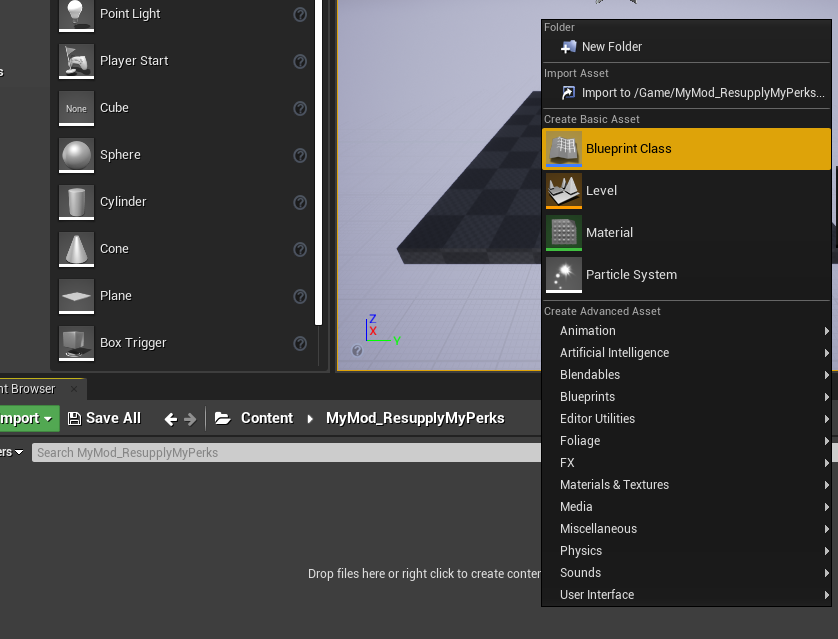 Point Light
Player Start
None
Cube
Sphere
Cylinder
Cone
Plane
Box Trigger
s
Z
X
Y
Folder
New Folder
Import Asset
Import to /Game/MyMod_ResupplyMyPerks...
Create Basic Asset
Blueprint Class
Level
Material
Particle System
Create Advanced Asset
Animation
Artificial Intelligence
Blendables
Blueprints
Editor Utilities
Foliage
FX
Materials & Textures
Media
Miscellaneous
Physics
Sounds
User Interface
nt Browser
mport
Save All
Content
MyMod_ResupplyMyPerks
ers
Search MyMod_ResupplyMyPerks
Drop files here or right click to create conten